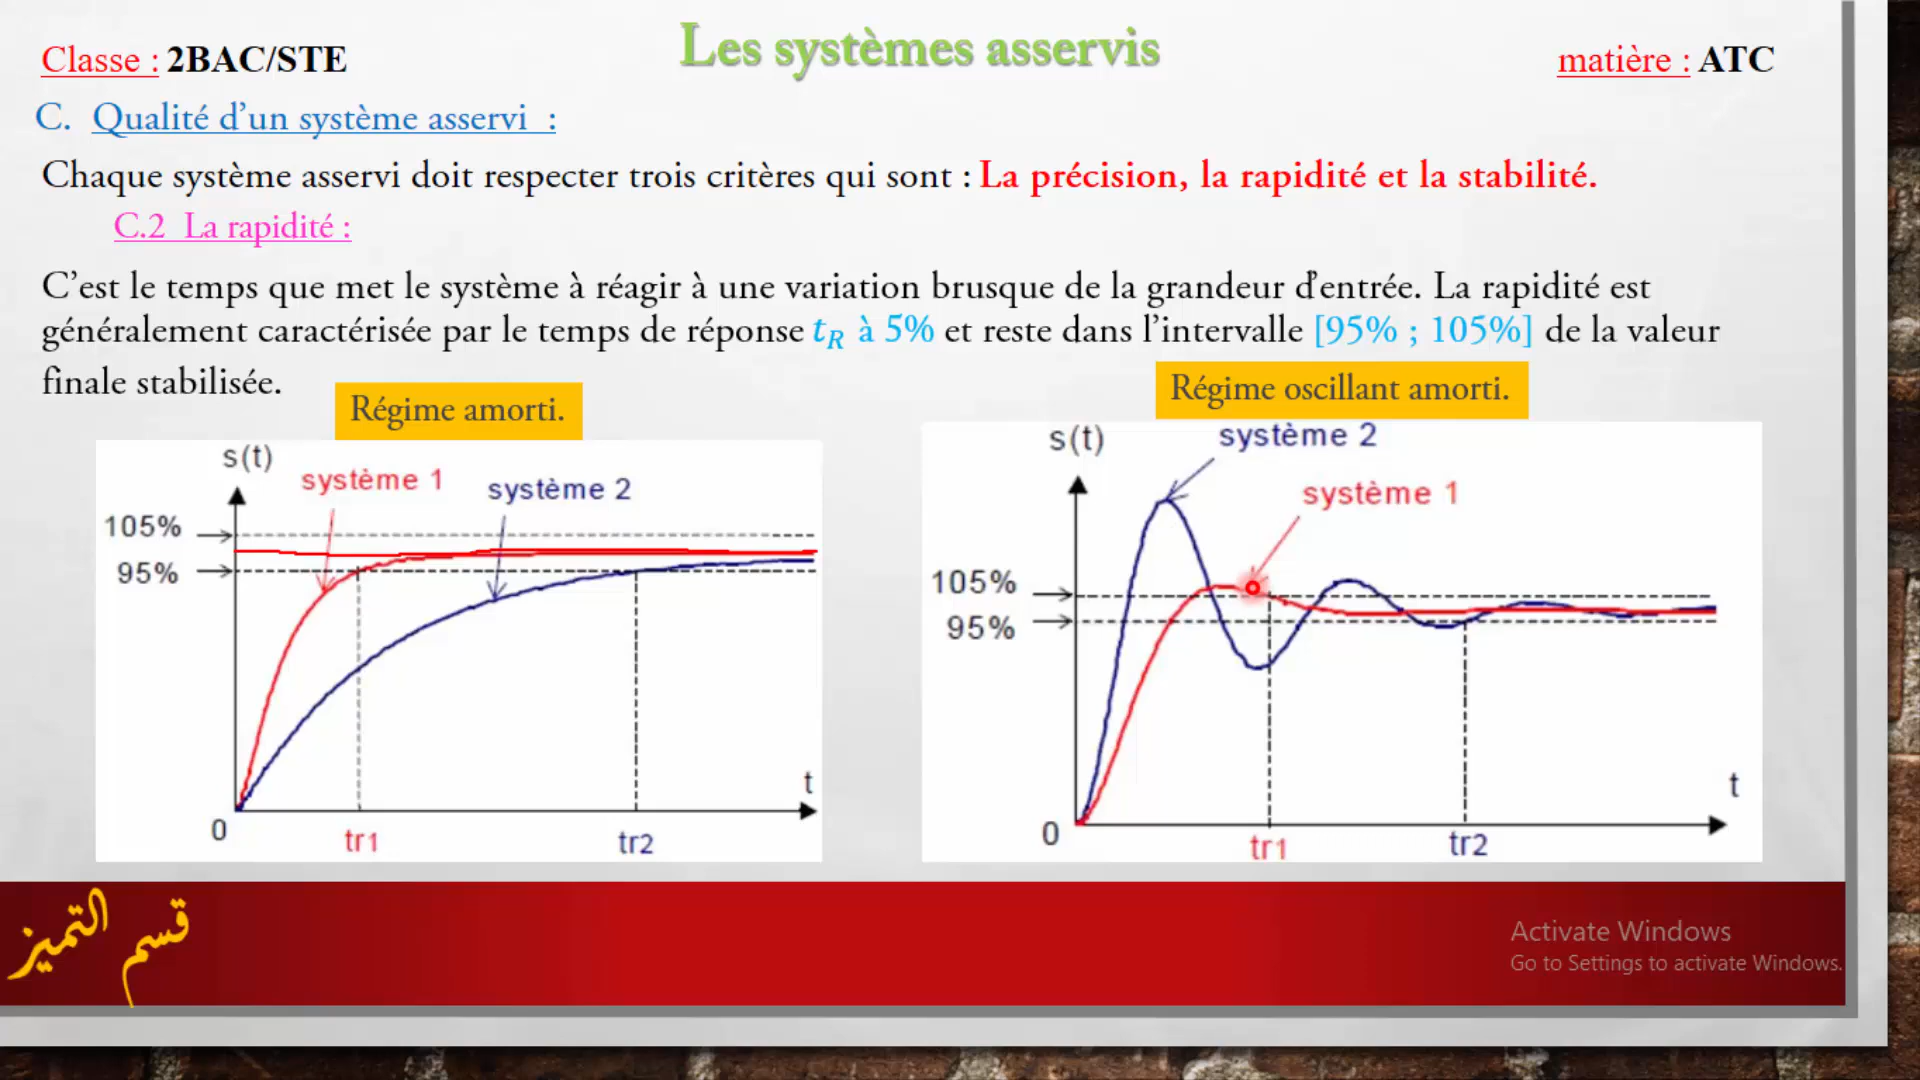 Les systèmes asservis
Classe : 2BAC/STE
matière : ATC
C. Qualité d’un système asservi :
Chaque système asservi doit respecter trois critères qui sont : La précision, la rapidité et la stabilité.
C.2 La rapidité :
C’est le temps que met le système à réagir à une variation brusque de la grandeur d’entrée. La rapidité est
généralement caractérisée par le temps de réponse tR à 5% et reste dans l’intervalle [95% ; 105%] de la valeur
finale stabilisée.
Régime amorti.
s(t)
système 1
système 2
105%
95%
t
0
tr1
tr2
Régime oscillant amorti.
s(t)
système 2
système 1
105%
95%
t
0
tr1
tr2
قسم التميز
Activate Windows
Go to Settings to activate Windows.